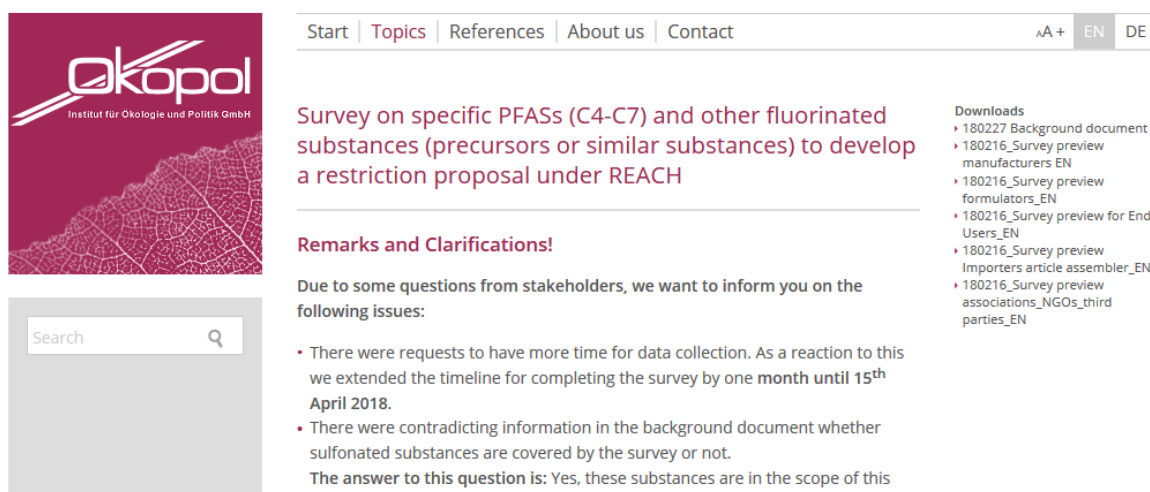 Ökopol
Institut für Ökologie und Politik GmbH
Start
Topics
References
About us
Contact
AA +
EN
DE
Survey on specific PFASs (C4-C7) and other fluorinated
substances (precursors or similar substances) to develop
a restriction proposal under REACH
Remarks and Clarifications!
Due to some questions from stakeholders, we want to inform you on the
following issues:
• There were requests to have more time for data collection. As a reaction to this
we extended the timeline for completing the survey by one month until 15th
April 2018.
• There were contradicting information in the background document whether
sulfonated substances are covered by the survey or not.
The answer to this question is: Yes, these substances are in the scope of this
Downloads
180227 Background document
180216_Survey preview
manufacturers EN
180216_Survey preview
formulators_EN
180216_Survey preview for End
Users_EN
180216_Survey preview
Importers article assembler_EN
180216_Survey preview
associations_NGOs_third
parties_EN
Search